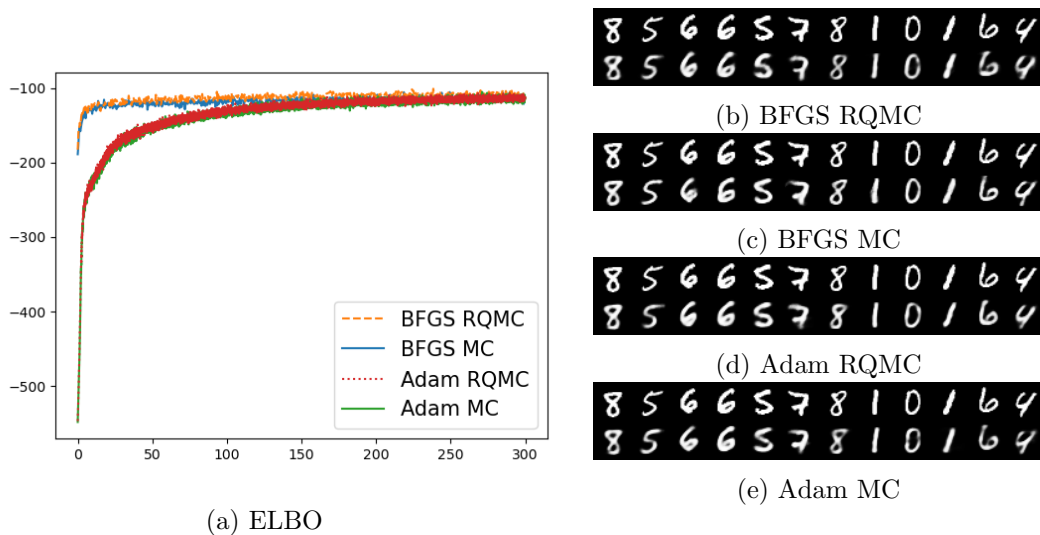 −100
−200
−300
−400
−500
0 50 100 150 200 250 300
BFGS RQMC
BFGS MC
Adam RQMC
Adam MC
(a) ELBO
8 5 6 6 5 7 8 1 0 1 6 4
8 5 6 6 5 7 8 1 0 1 6 4
(b) BFGS RQMC
8 5 6 6 5 7 8 1 0 1 6 4
8 5 6 6 5 7 8 1 0 1 6 4
(c) BFGS MC
8 5 6 6 5 7 8 1 0 1 6 4
8 5 6 6 5 7 8 1 0 1 6 4
(d) Adam RQMC
8 5 6 6 5 7 8 1 0 1 6 4
8 5 6 6 5 7 8 1 0 1 6 4
(e) Adam MC